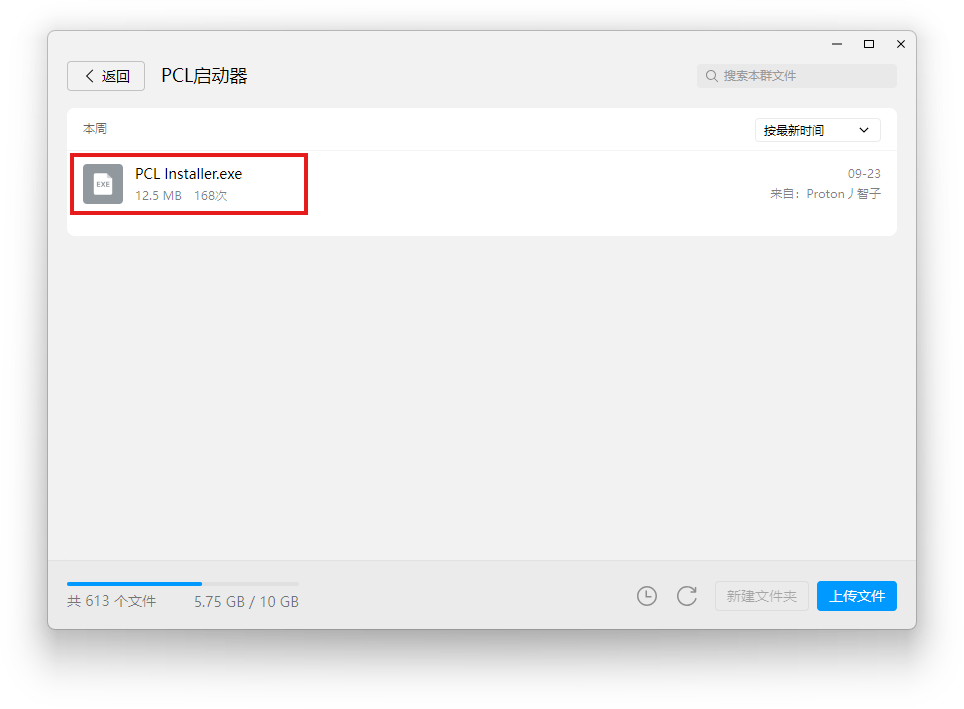 返回 PCL启动器 搜索本群文件
本周 按最新时间
EXE
PCL Installer.exe 09-23
12.5 MB 168次 来自：Proton丿智子
共 613 个文件 5.75 GB / 10 GB 新建文件夹 上传文件